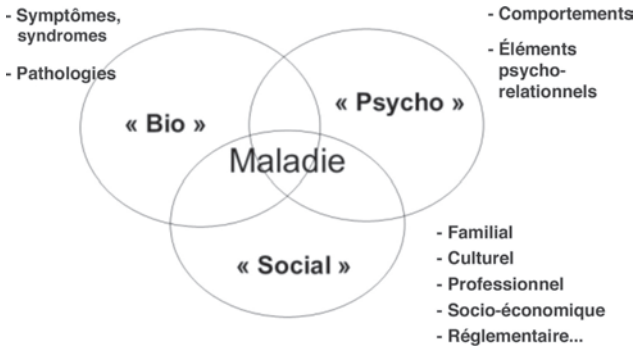 - Symptômes,
syndromes
- Pathologies
- Comportements
- Éléments
psycho-
relationnels
« Bio »
« Psycho »
Maladie
« Social »
- Familial
- Culturel
- Professionnel
- Socio-économique
- Réglementaire...